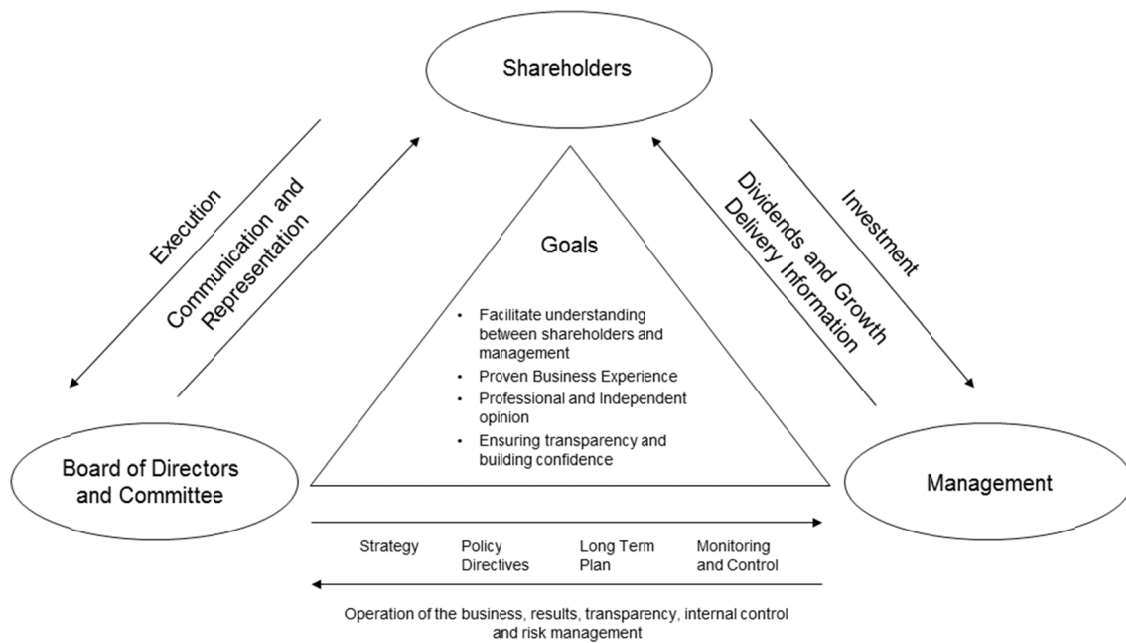 Shareholders
Execution
Communication and
Representation
Dividends and Growth
Delivery Information
Investment
Goals
• Facilitate understanding
between shareholders and
management
• Proven Business Experience
• Professional and Independent
opinion
• Ensuring transparency and
building confidence
Board of Directors
and Committee
Management
Strategy
Policy
Directives
Long Term
Plan
Monitoring
and Control
Operation of the business, results, transparency, internal control
and risk management